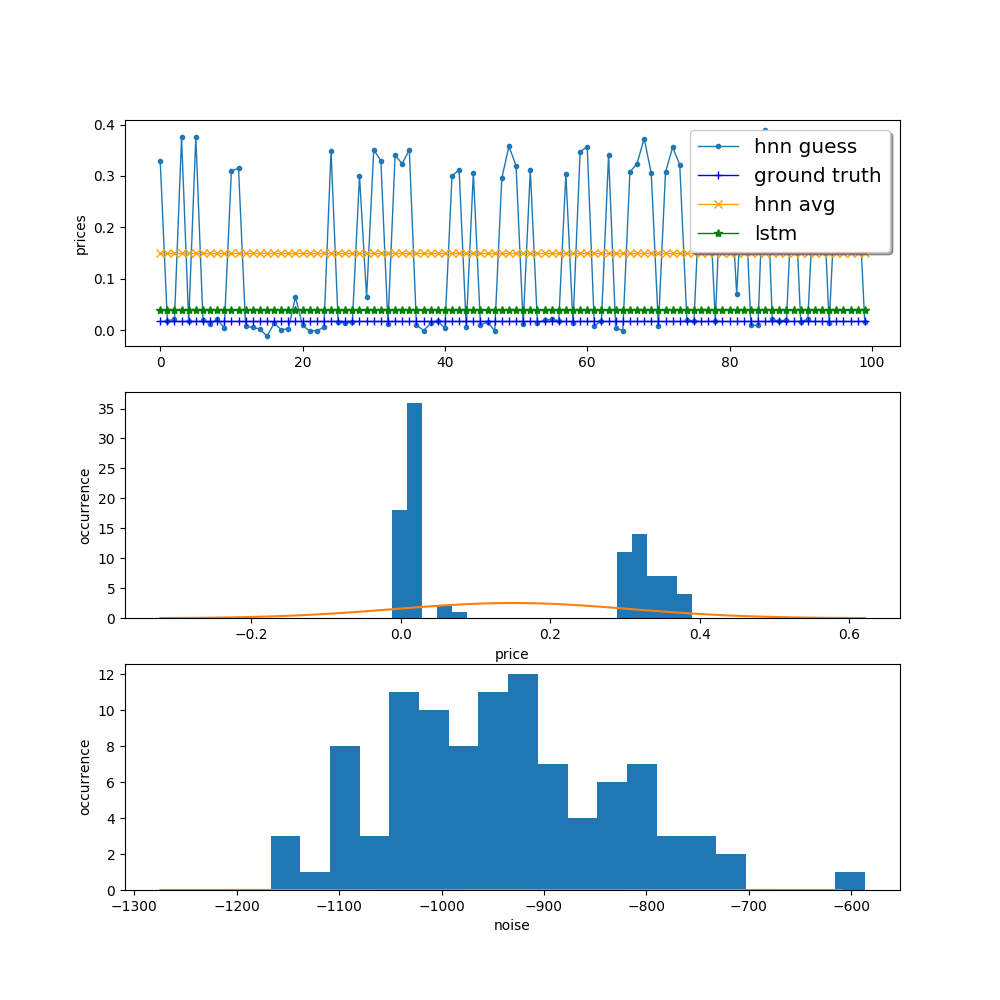 0.4
0.3
0.2
0.1
0.0
prices
hnn guess
ground truth
hnn avg
lstm
0 20 40 60 80 100
35
30
25
20
15
10
5
0
occurrence
−0.2 0.0 0.2 0.4 0.6
price
12
10
8
6
4
2
0
occurrence
−1300 −1200 −1100 −1000 −900 −800 −700 −600
noise